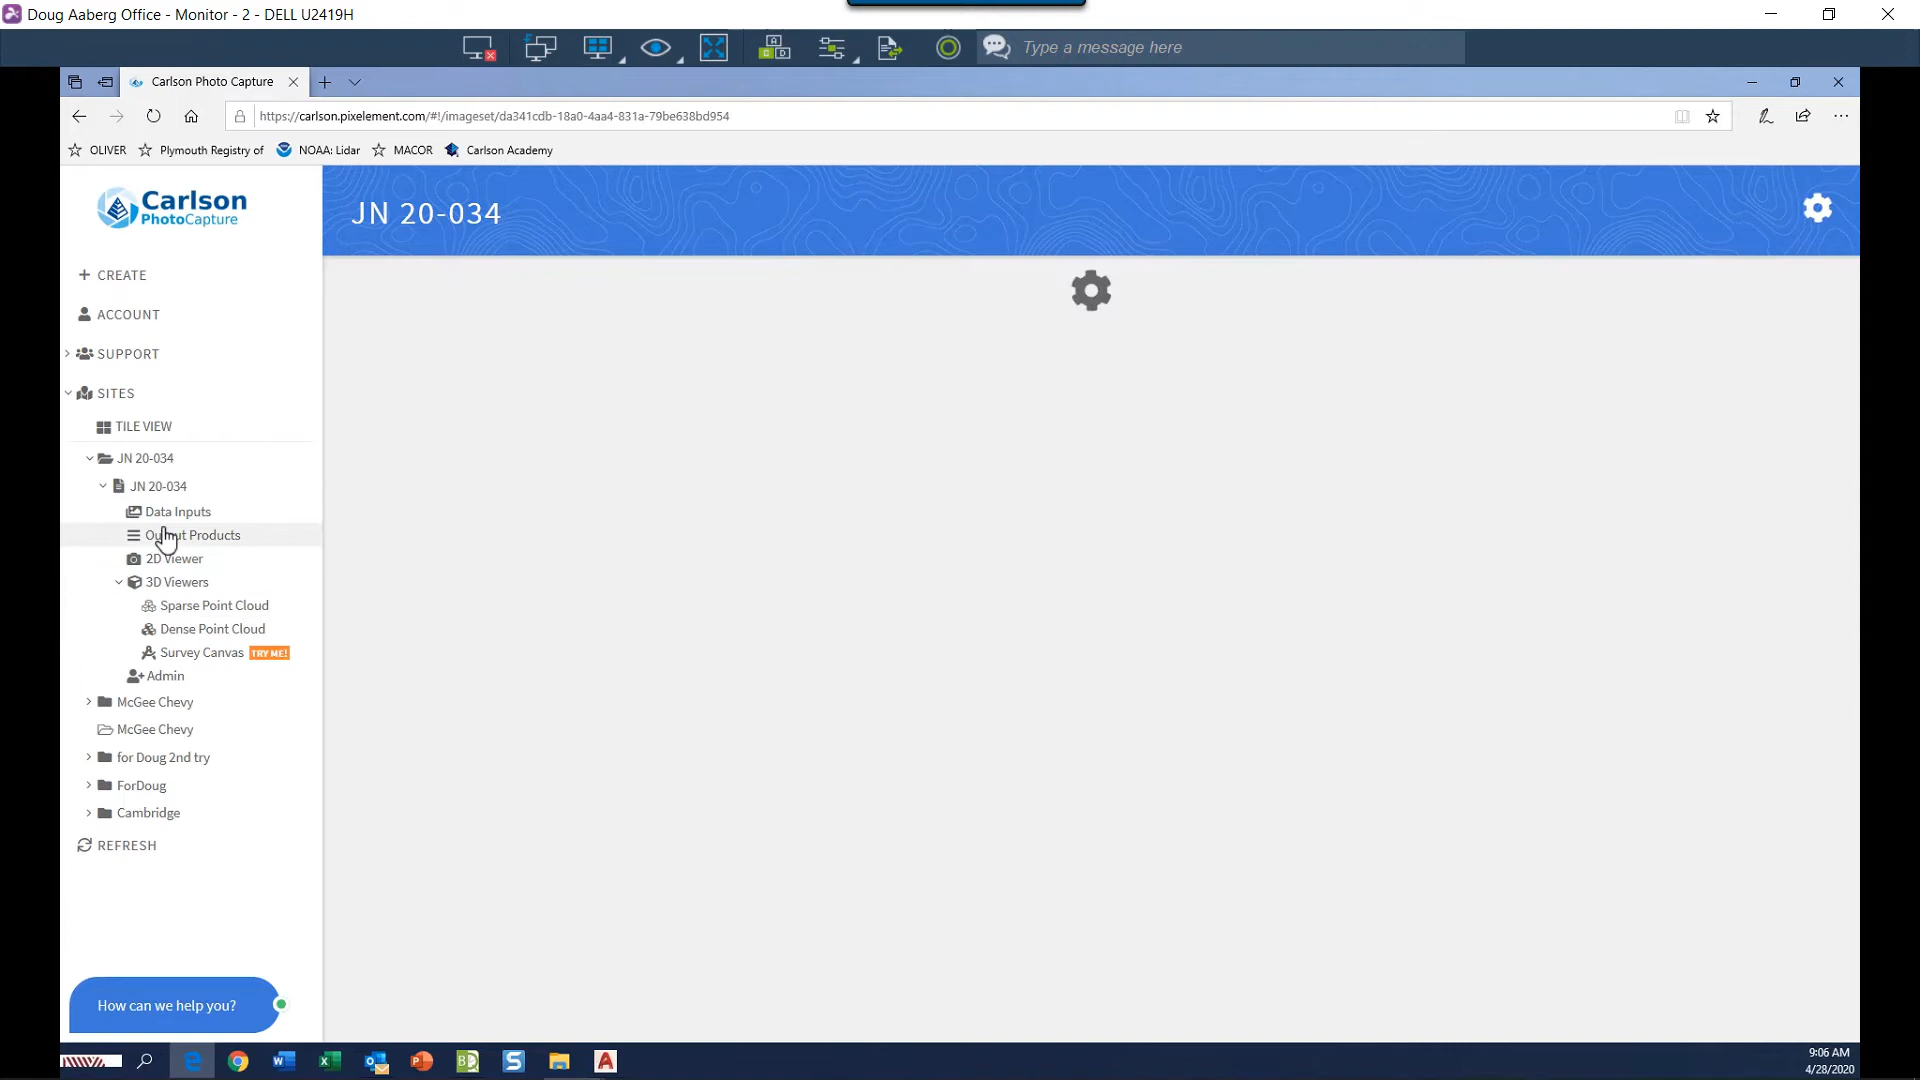 Doug Aaberg Office - Monitor - 2 - DELL U2419H
Type a message here
Carlson Photo Capture
https://carlson.pixelement.com/#!/imageset/da341cdb-18a0-4aa4-831a-79be638bd954
OLIVER Plymouth Registry of NOAA: Lidar MACOR Carlson Academy
Carlson
PhotoCapture
JN 20-034
CREATE
ACCOUNT
SUPPORT
SITES
TILE VIEW
JN 20-034
JN 20-034
Data Inputs
Output Products
2D Viewer
3D Viewers
Sparse Point Cloud
Dense Point Cloud
Survey Canvas TRY ME!
Admin
McGee Chevy
McGee Chevy
for Doug 2nd try
ForDoug
Cambridge
REFRESH
How can we help you?
9:06 AM
4/28/2020